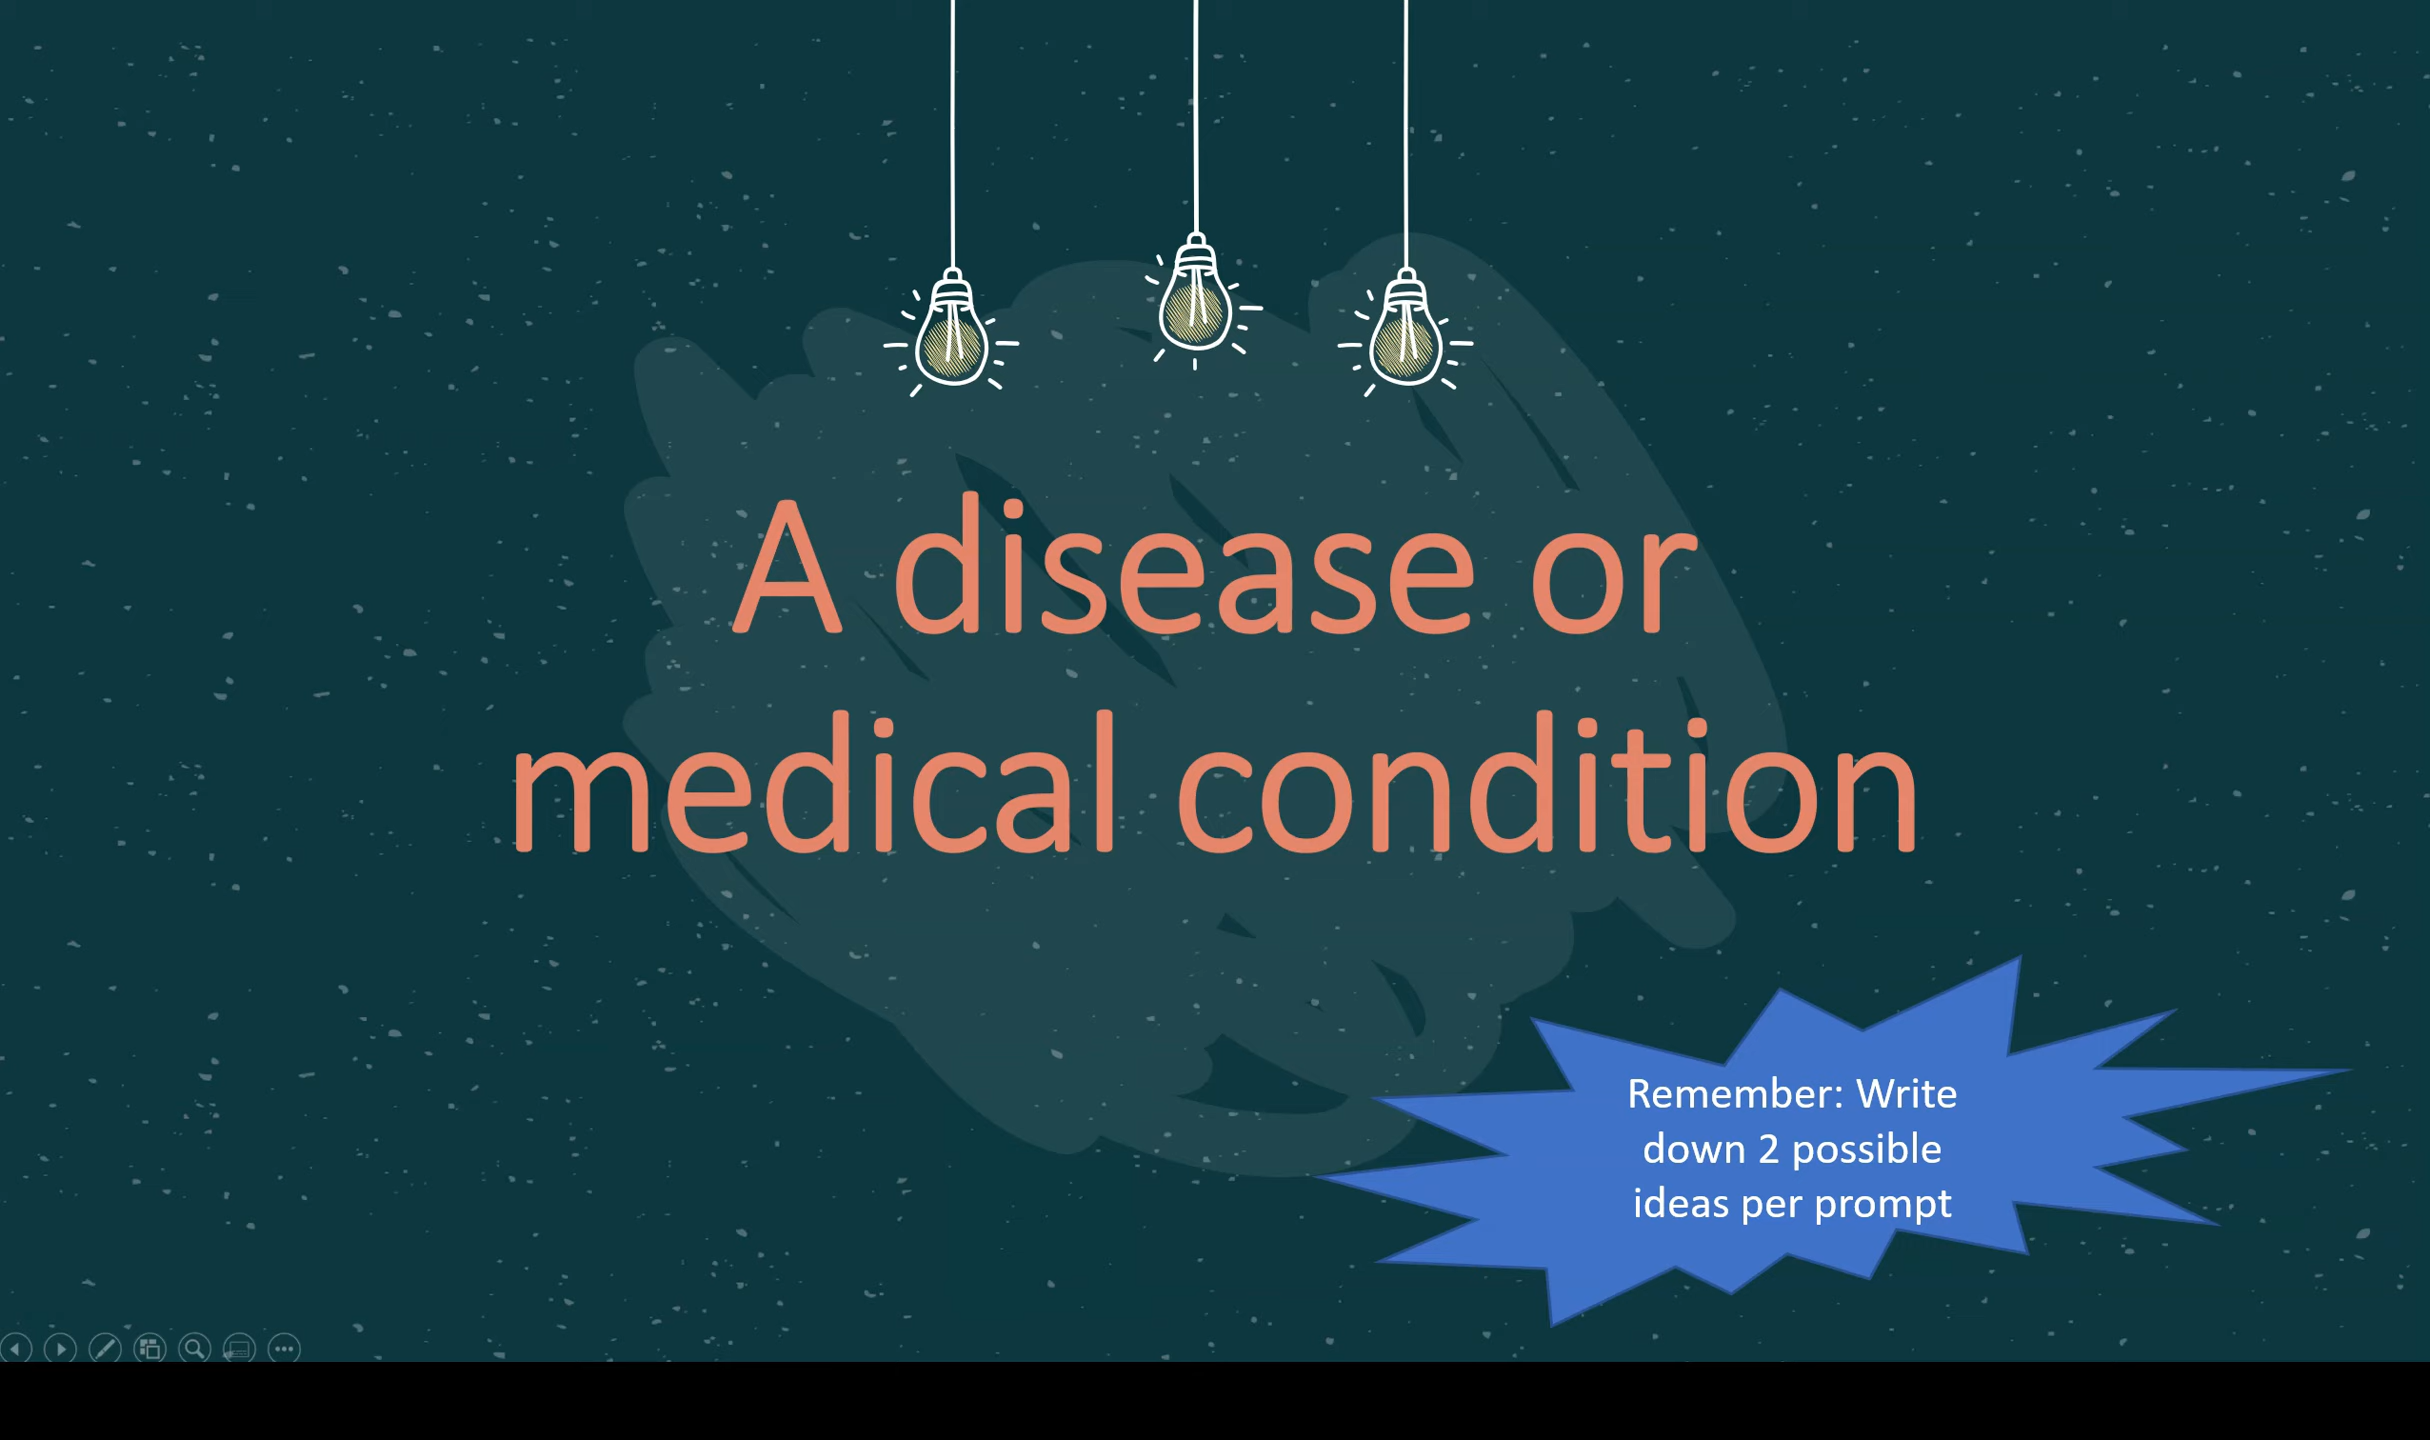 A disease or
medical condition
Remember: Write
down 2 possible
ideas per prompt